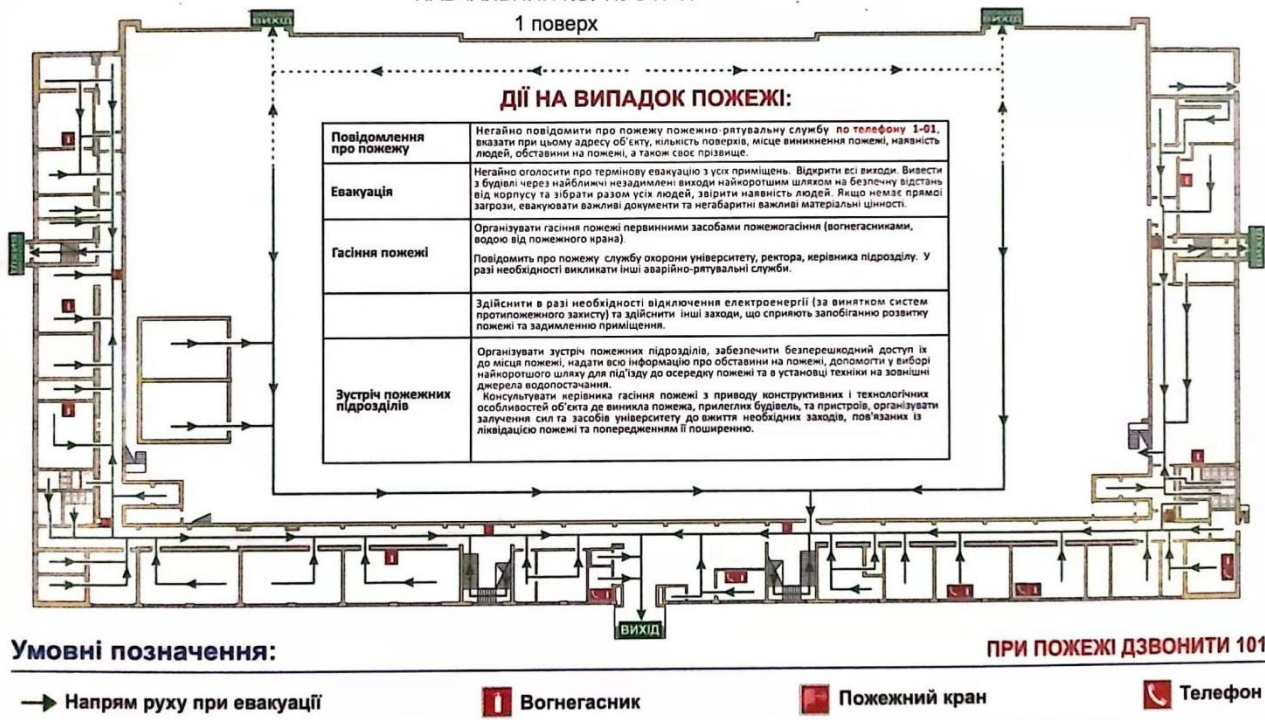 ВИХІД
ВИХІД
1 поверх
ДІЇ НА ВИПАДОК ПОЖЕЖІ:
Повідомлення
про пожежу
Негайно повідомити про пожежу пожежно-рятувальну службу по телефону 1-01,
вказати при цьому адресу об'єкту, кількість поверхів, місце виникнення пожежі, наявність
людей, обставини на пожежі, а також своє прізвище.
Евакуація
Негайно оголосити про термінову евакуацію з усіх приміщень. Відкрити всі виходи. Вивести
з будівлі через найближчі незадимлені виходи найкоротшим шляхом на безпечну відстань
від корпусу та зібрати разом усіх людей, звірити наявність людей. Якщо немає прямої
загрози, евакуювати важливі документи та негабаритні важливі матеріальні цінності.
Гасіння пожежі
Організувати гасіння пожежі первинними засобами пожежогасіння (вогнегасниками,
водою від пожежного крана).
Повідомить про пожежу службу охорони університету, ректора, керівника підрозділу. У
разі необхідності викликати інші аварійно-рятувальні служби.
Здійснити в разі необхідності відключення електроенергії (за винятком систем
протипожежного захисту) та здійснити інші заходи, що сприяють запобіганню розвитку
пожежі та задимленню приміщення.
Зустріч пожежних
підрозділів
Організувати зустріч пожежних підрозділів, забезпечити безперешкодний доступ їх
до місця пожежі, надати всю інформацію про обставини на пожежі, допомогти у виборі
найкоротшого шляху для під'їзду до осередку пожежі та в установці техніки на зовнішні
джерела водопостачання.
Консультувати керівника гасіння пожежі з приводу конструктивних і технологічних
особливостей об'єкта де виникла пожежа, прилеглих будівель, та пристроїв, організувати
залучення сил та засобів університету до вжиття необхідних заходів, пов'язаних із
ліквідацією пожежі та попередженням її поширенню.
ВИХІД
ВИХІД
ВИХІД
Умовні позначення:
ПРИ ПОЖЕЖІ ДЗВОНИТИ 101
Напрям руху при евакуації
Вогнегасник
Пожежний кран
Телефон